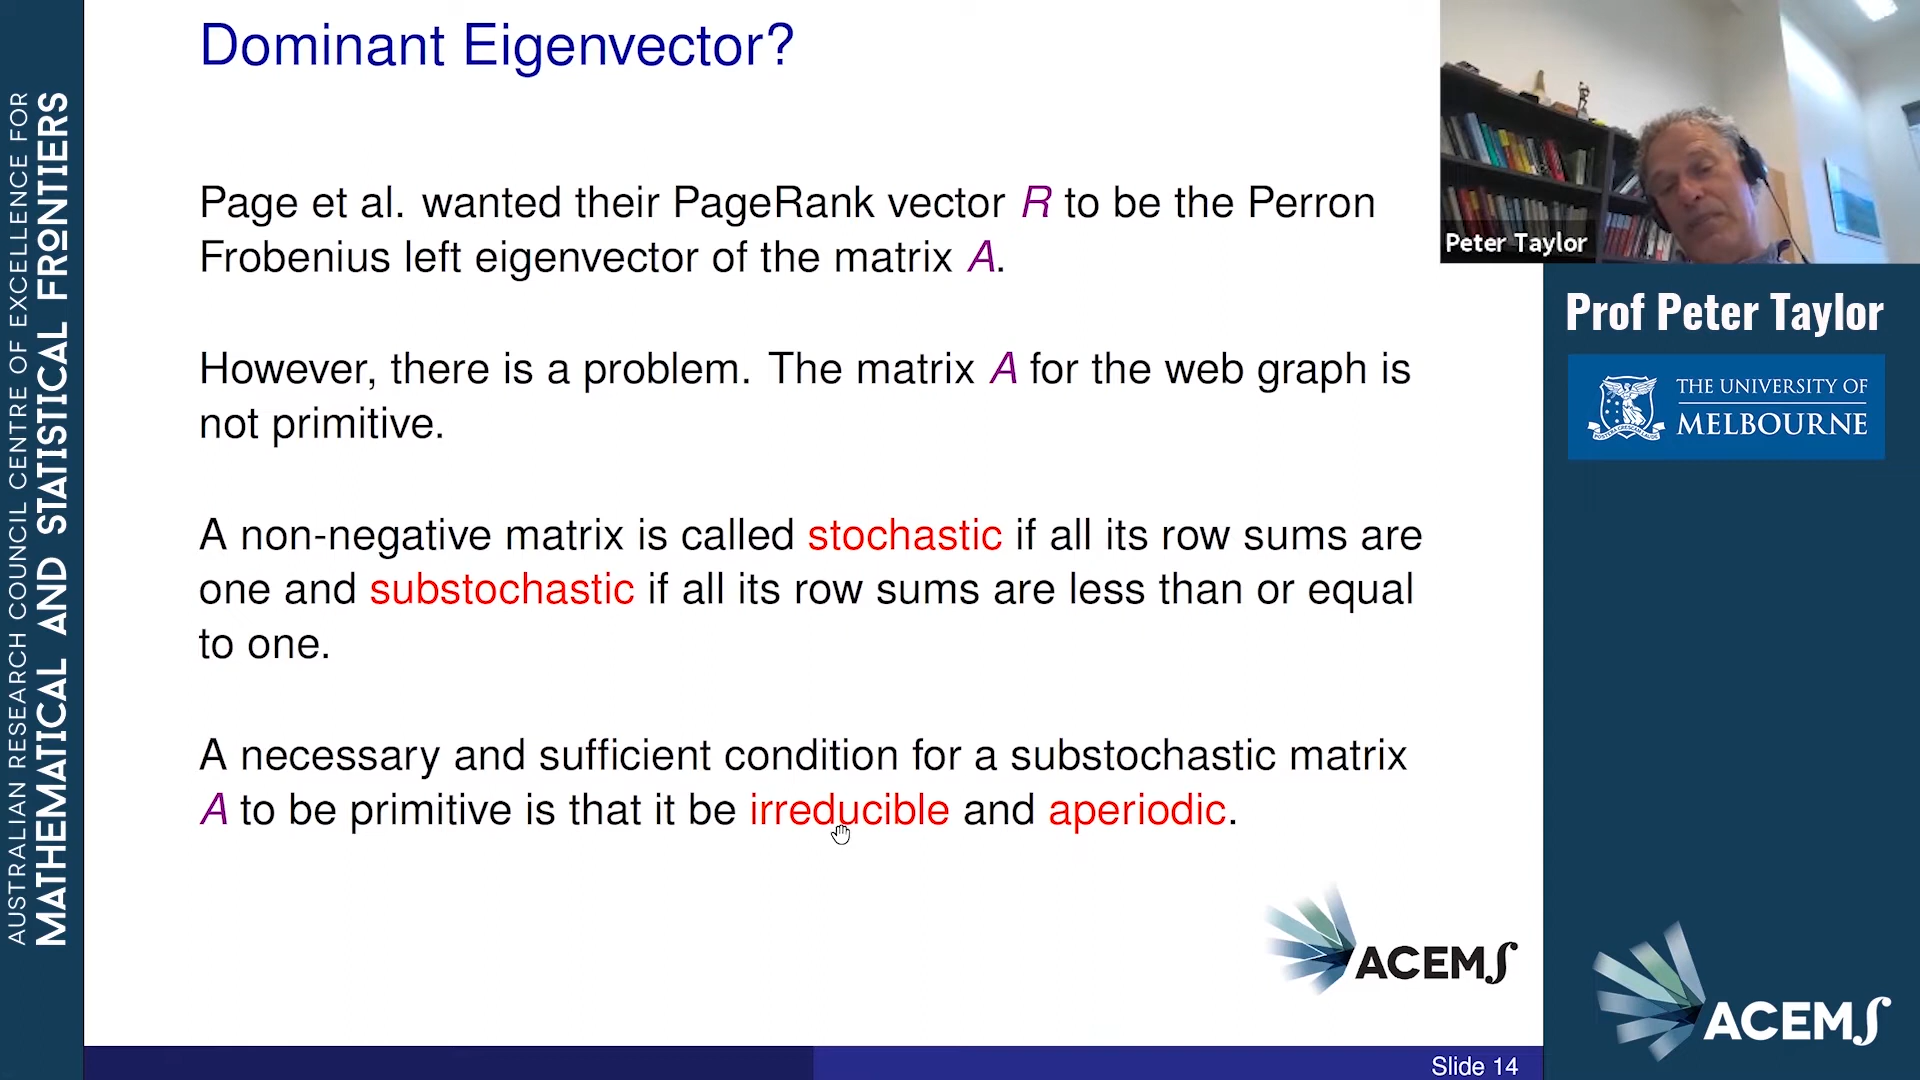 Dominant Eigenvector?
Page et al. wanted their PageRank vector R to be the Perron
Frobenius left eigenvector of the matrix A.
However, there is a problem. The matrix A for the web graph is
not primitive.
A non-negative matrix is called stochastic if all its row sums are
one and substochastic if all its row sums are less than or equal
to one.
A necessary and sufficient condition for a substochastic matrix
A to be primitive is that it be irreducible and aperiodic.
ACEMS
Slide 14
AUSTRALIAN RESEARCH COUNCIL CENTRE OF EXCELLENCE FOR
MATHEMATICAL AND STATISTICAL FRONTIERS
Peter Taylor
Prof Peter Taylor
THE UNIVERSITY OF
MELBOURNE
ACEMS